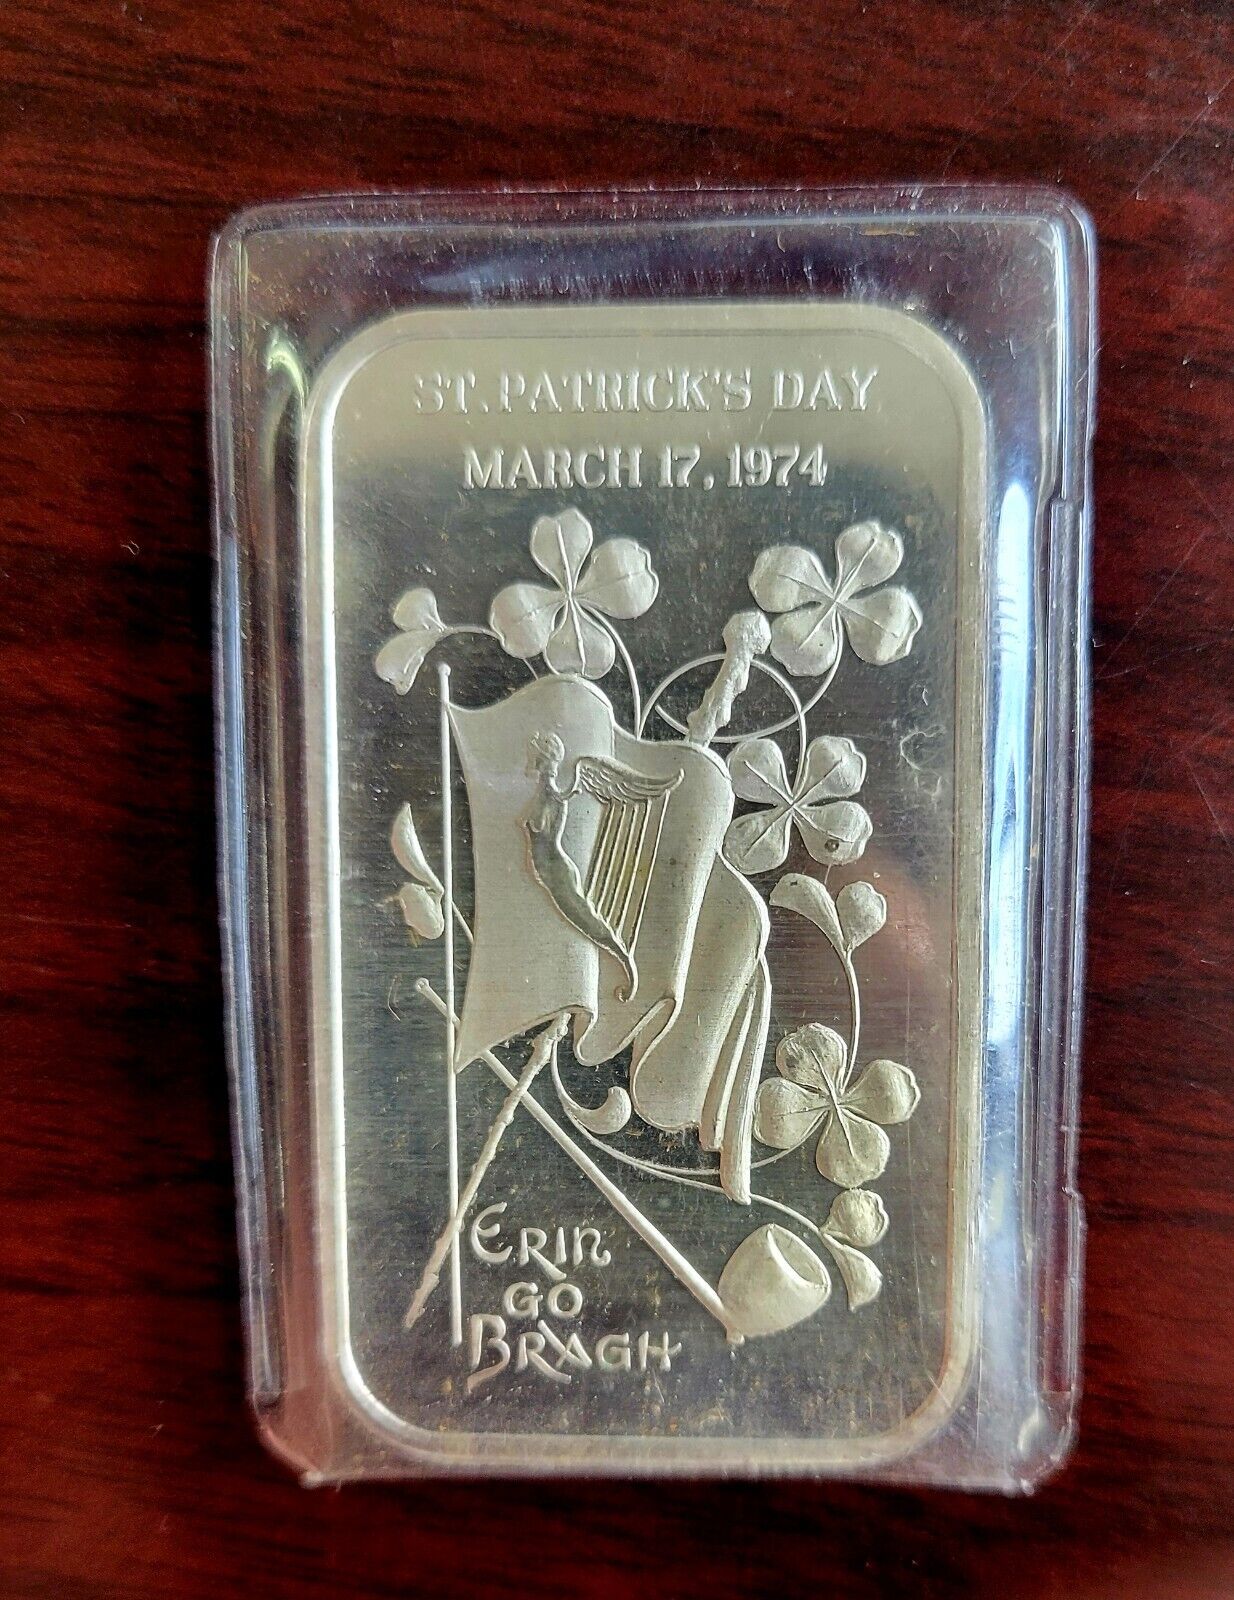 ST. PATRICK'S DAY
MARCH 17, 1974
ERIN
GO
BRAGH